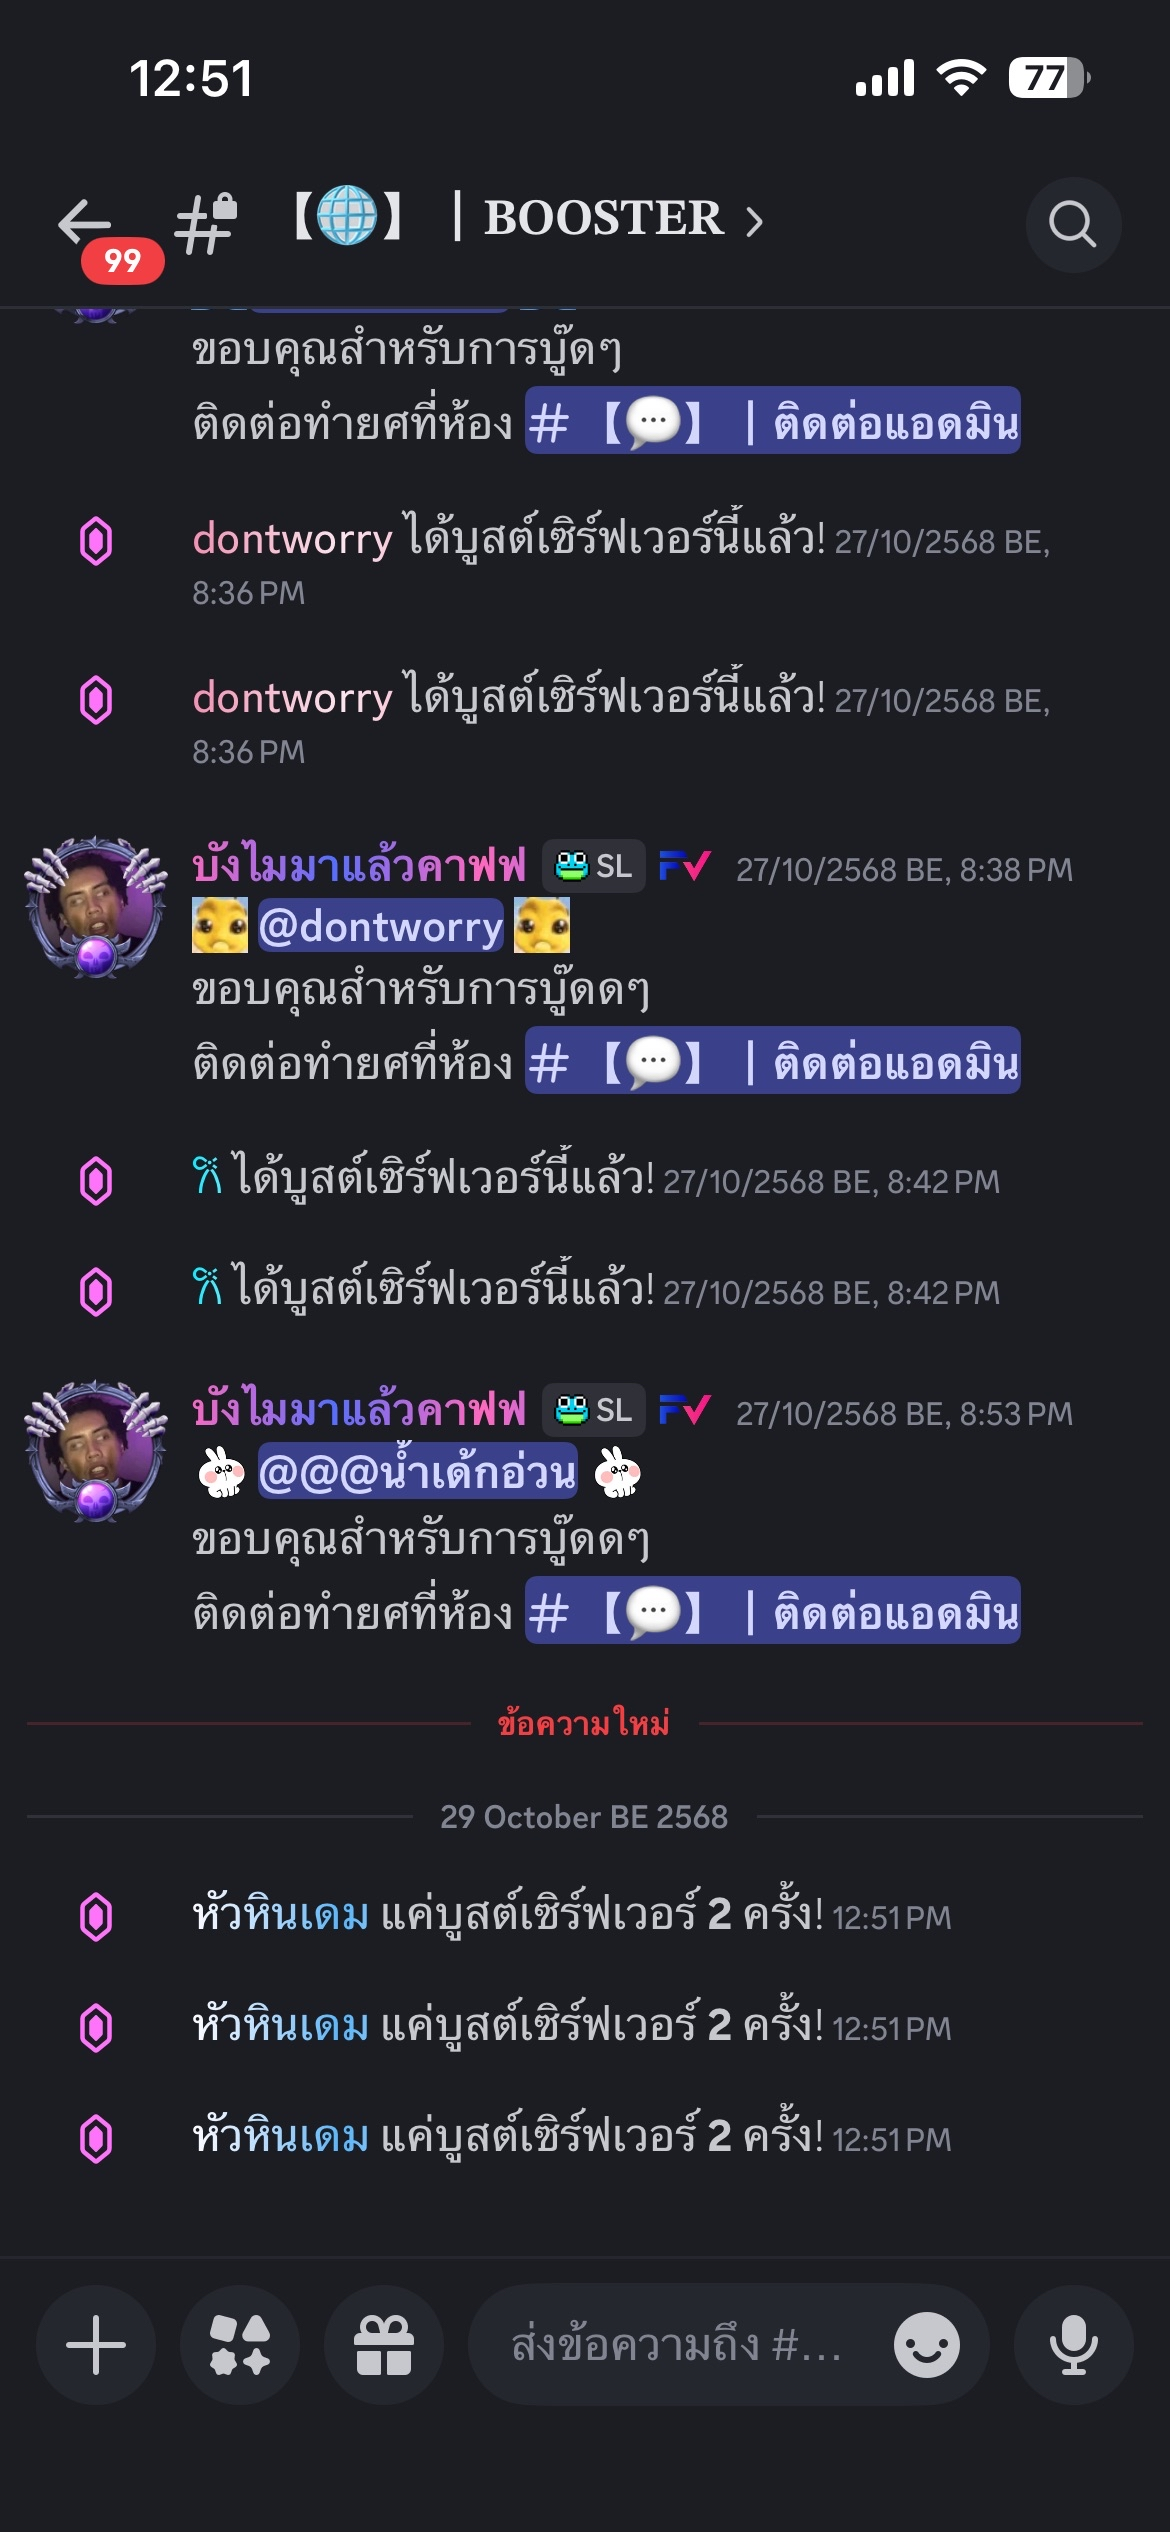 12:51
77
99
【🌐】 | BOOSTER >
ขอบคุณสำหรับการบู๊ดๆ
ติดต่อทำยศที่ห้อง # 【💬】 | ติดต่อแอดมิน
dontworry ได้บูสต์เซิร์ฟเวอร์นี้แล้ว! 27/10/2568 BE,
8:36 PM
dontworry ได้บูสต์เซิร์ฟเวอร์นี้แล้ว! 27/10/2568 BE,
8:36 PM
บังไมมาแล้วคาฟฟ SL FV 27/10/2568 BE, 8:38 PM
@dontworry
ขอบคุณสำหรับการบู๊ดดๆ
ติดต่อทำยศที่ห้อง # 【💬】 | ติดต่อแอดมิน
ได้บูสต์เซิร์ฟเวอร์นี้แล้ว! 27/10/2568 BE, 8:42 PM
ได้บูสต์เซิร์ฟเวอร์นี้แล้ว! 27/10/2568 BE, 8:42 PM
บังไมมาแล้วคาฟฟ SL FV 27/10/2568 BE, 8:53 PM
@@@น้ำเด้กอ่วน
ขอบคุณสำหรับการบู๊ดดๆ
ติดต่อทำยศที่ห้อง # 【💬】 | ติดต่อแอดมิน
ข้อความใหม่
29 October BE 2568
หัวหินเดม แค่บูสต์เซิร์ฟเวอร์ 2 ครั้ง! 12:51 PM
หัวหินเดม แค่บูสต์เซิร์ฟเวอร์ 2 ครั้ง! 12:51 PM
หัวหินเดม แค่บูสต์เซิร์ฟเวอร์ 2 ครั้ง! 12:51 PM
ส่งข้อความถึง #...